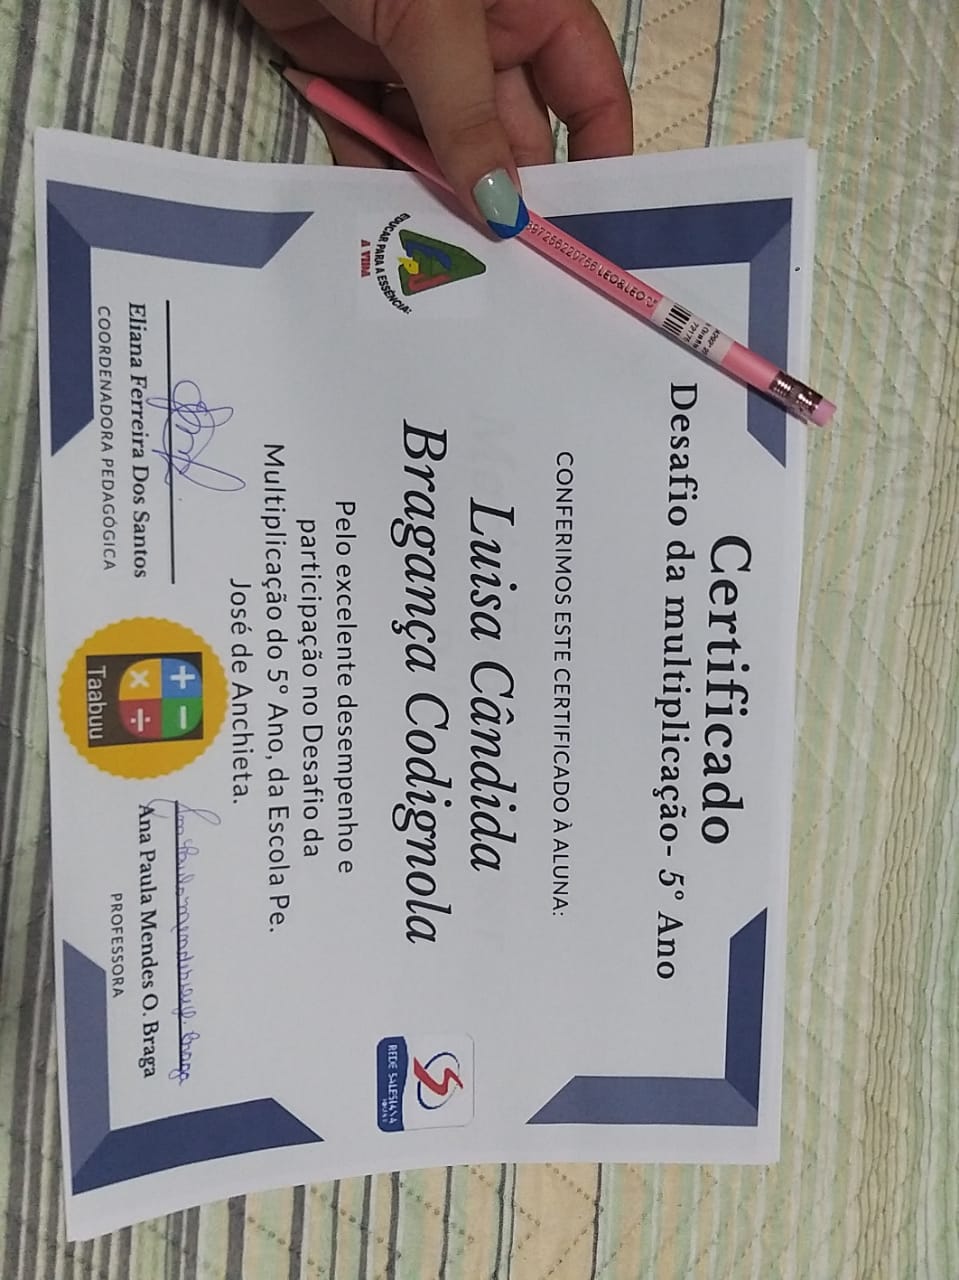 Certificado
Desafio da multiplicação- 5º Ano
CONFERIMOS ESTE CERTIFICADO À ALUNA:
Luisa Cândida
Bragança Codignola
Pelo excelente desempenho e
participação no Desafio da
Multiplicação do 5º Ano, da Escola Pe.
José de Anchieta.
EDUCAR PARA A ESSÊNCIA:
A VIDA
REDE SALESIANA
Eliana Ferreira Dos Santos
COORDENADORA PEDAGÓGICA
Taabuu
Ana Paula Mendes O. Braga
PROFESSORA
LEO&LEO